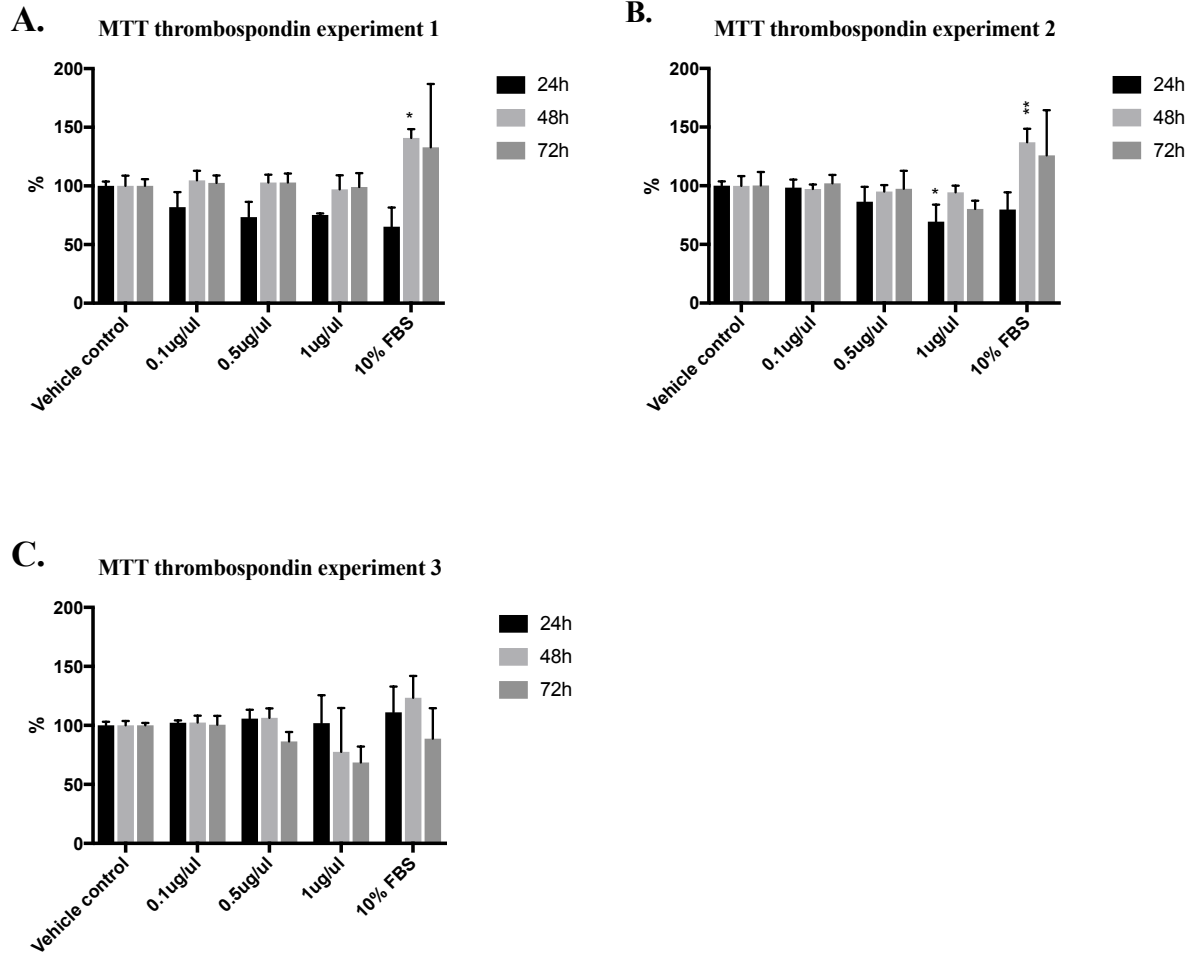 A.
MTT thrombospondin experiment 1
200
150
100
50
0
%
*
Vehicle control
0.1ug/ul
0.5ug/ul
1ug/ul
10% FBS
24h
48h
72h
B.
MTT thrombospondin experiment 2
200
150
100
50
0
%
*
**
Vehicle control
0.1ug/ul
0.5ug/ul
1ug/ul
10% FBS
24h
48h
72h
C.
MTT thrombospondin experiment 3
200
150
100
50
0
%
Vehicle control
0.1ug/ul
0.5ug/ul
1ug/ul
10% FBS
24h
48h
72h